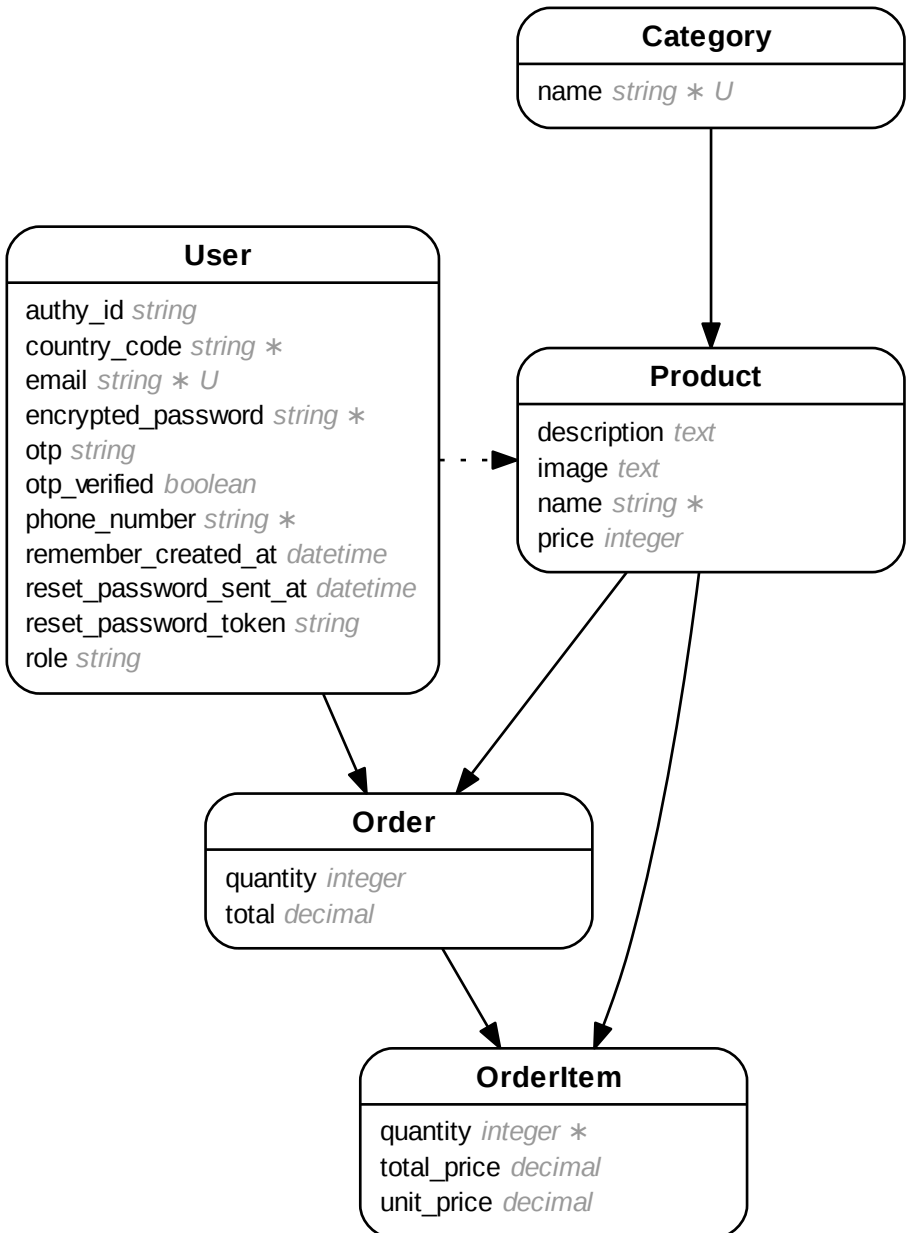 Category
name string ∗ U
User
authy_id string
country_code string ∗
email string ∗ U
encrypted_password string ∗
otp string
otp_verified boolean
phone_number string ∗
remember_created_at datetime
reset_password_sent_at datetime
reset_password_token string
role string
Product
description text
image text
name string ∗
price integer
Order
quantity integer
total decimal
OrderItem
quantity integer ∗
total_price decimal
unit_price decimal